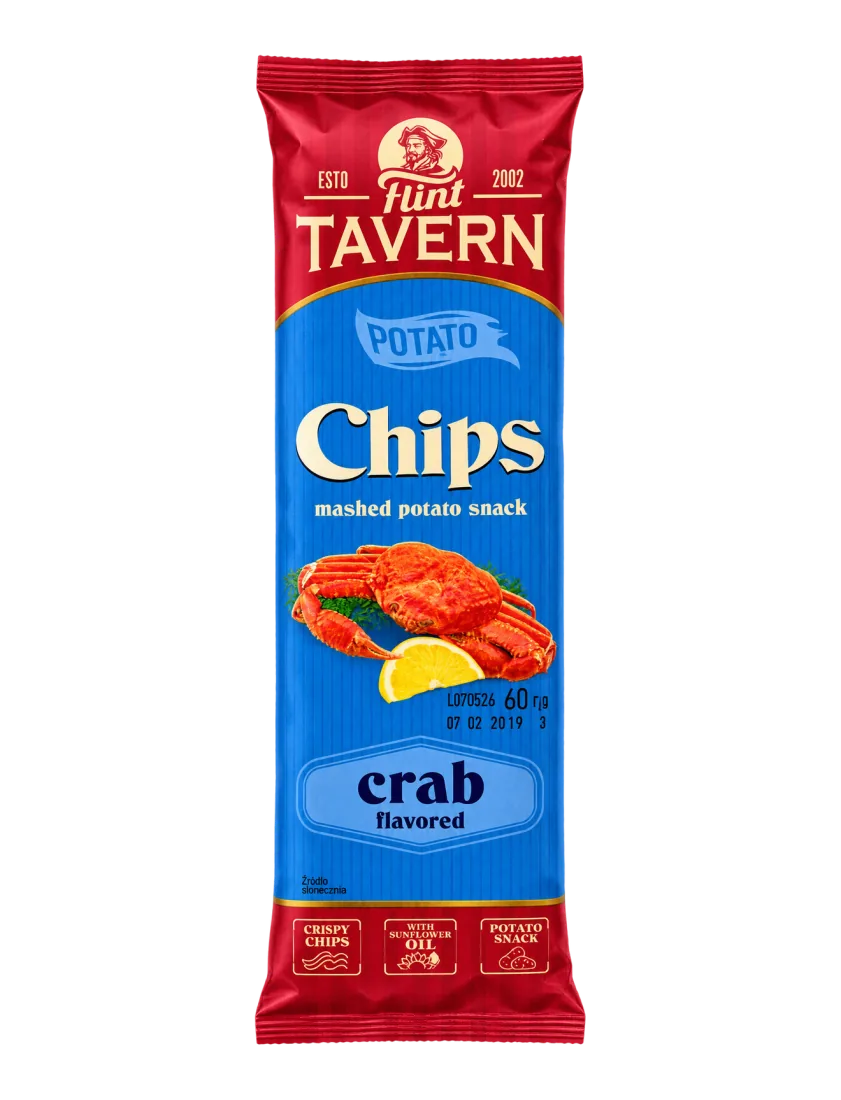 ESTD 2002
Flint
TAVERN
POTATO
Chips
mashed potato snack
L070526 60 г|g
07 02 2019 3
crab
flavored
Źródło
słonecznia
CRISPY
CHIPS
WITH
SUNFLOWER
OIL
POTATO
SNACK